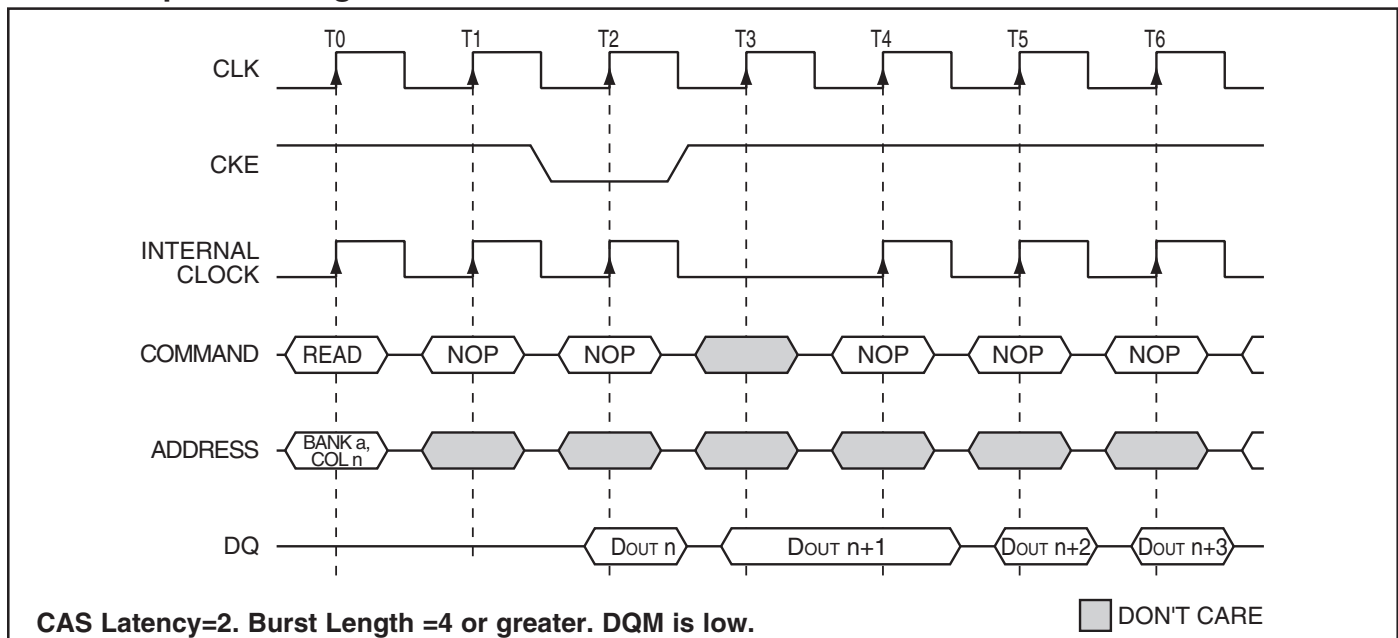 T0 T1 T2 T3 T4 T5 T6
CLK
CKE
INTERNAL
CLOCK
COMMAND READ NOP NOP NOP NOP NOP
ADDRESS BANK a,
COL n
DQ DOUT n DOUT n+1 DOUT n+2 DOUT n+3
CAS Latency=2. Burst Length =4 or greater. DQM is low.
DON'T CARE